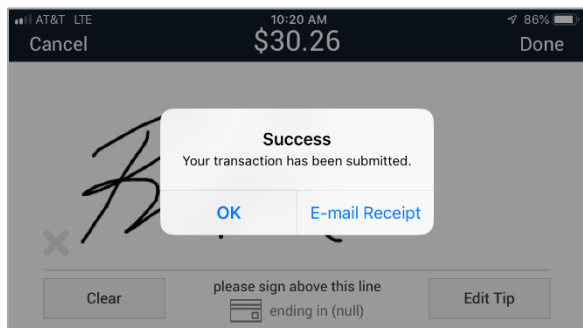 AT&T LTE 10:20 AM 86%
Cancel $30.26 Done
Success
Your transaction has been submitted.
OK E-mail Receipt
please sign above this line
Clear ending in (null) Edit Tip